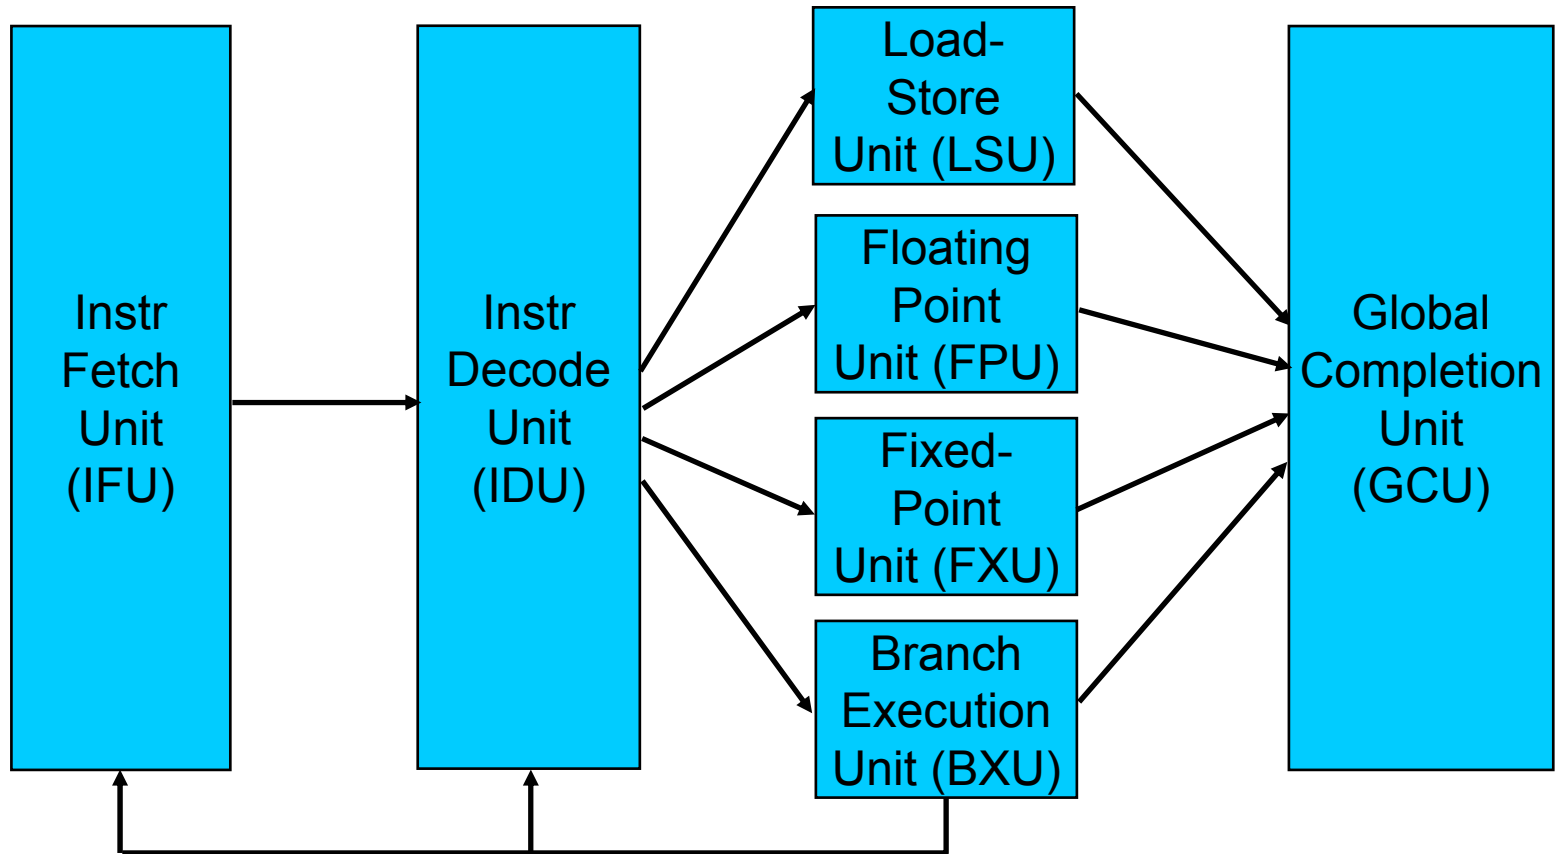 Instr
Fetch
Unit
(IFU)
Instr
Decode
Unit
(IDU)
Load-
Store
Unit (LSU)
Floating
Point
Unit (FPU)
Fixed-
Point
Unit (FXU)
Branch
Execution
Unit (BXU)
Global
Completion
Unit
(GCU)